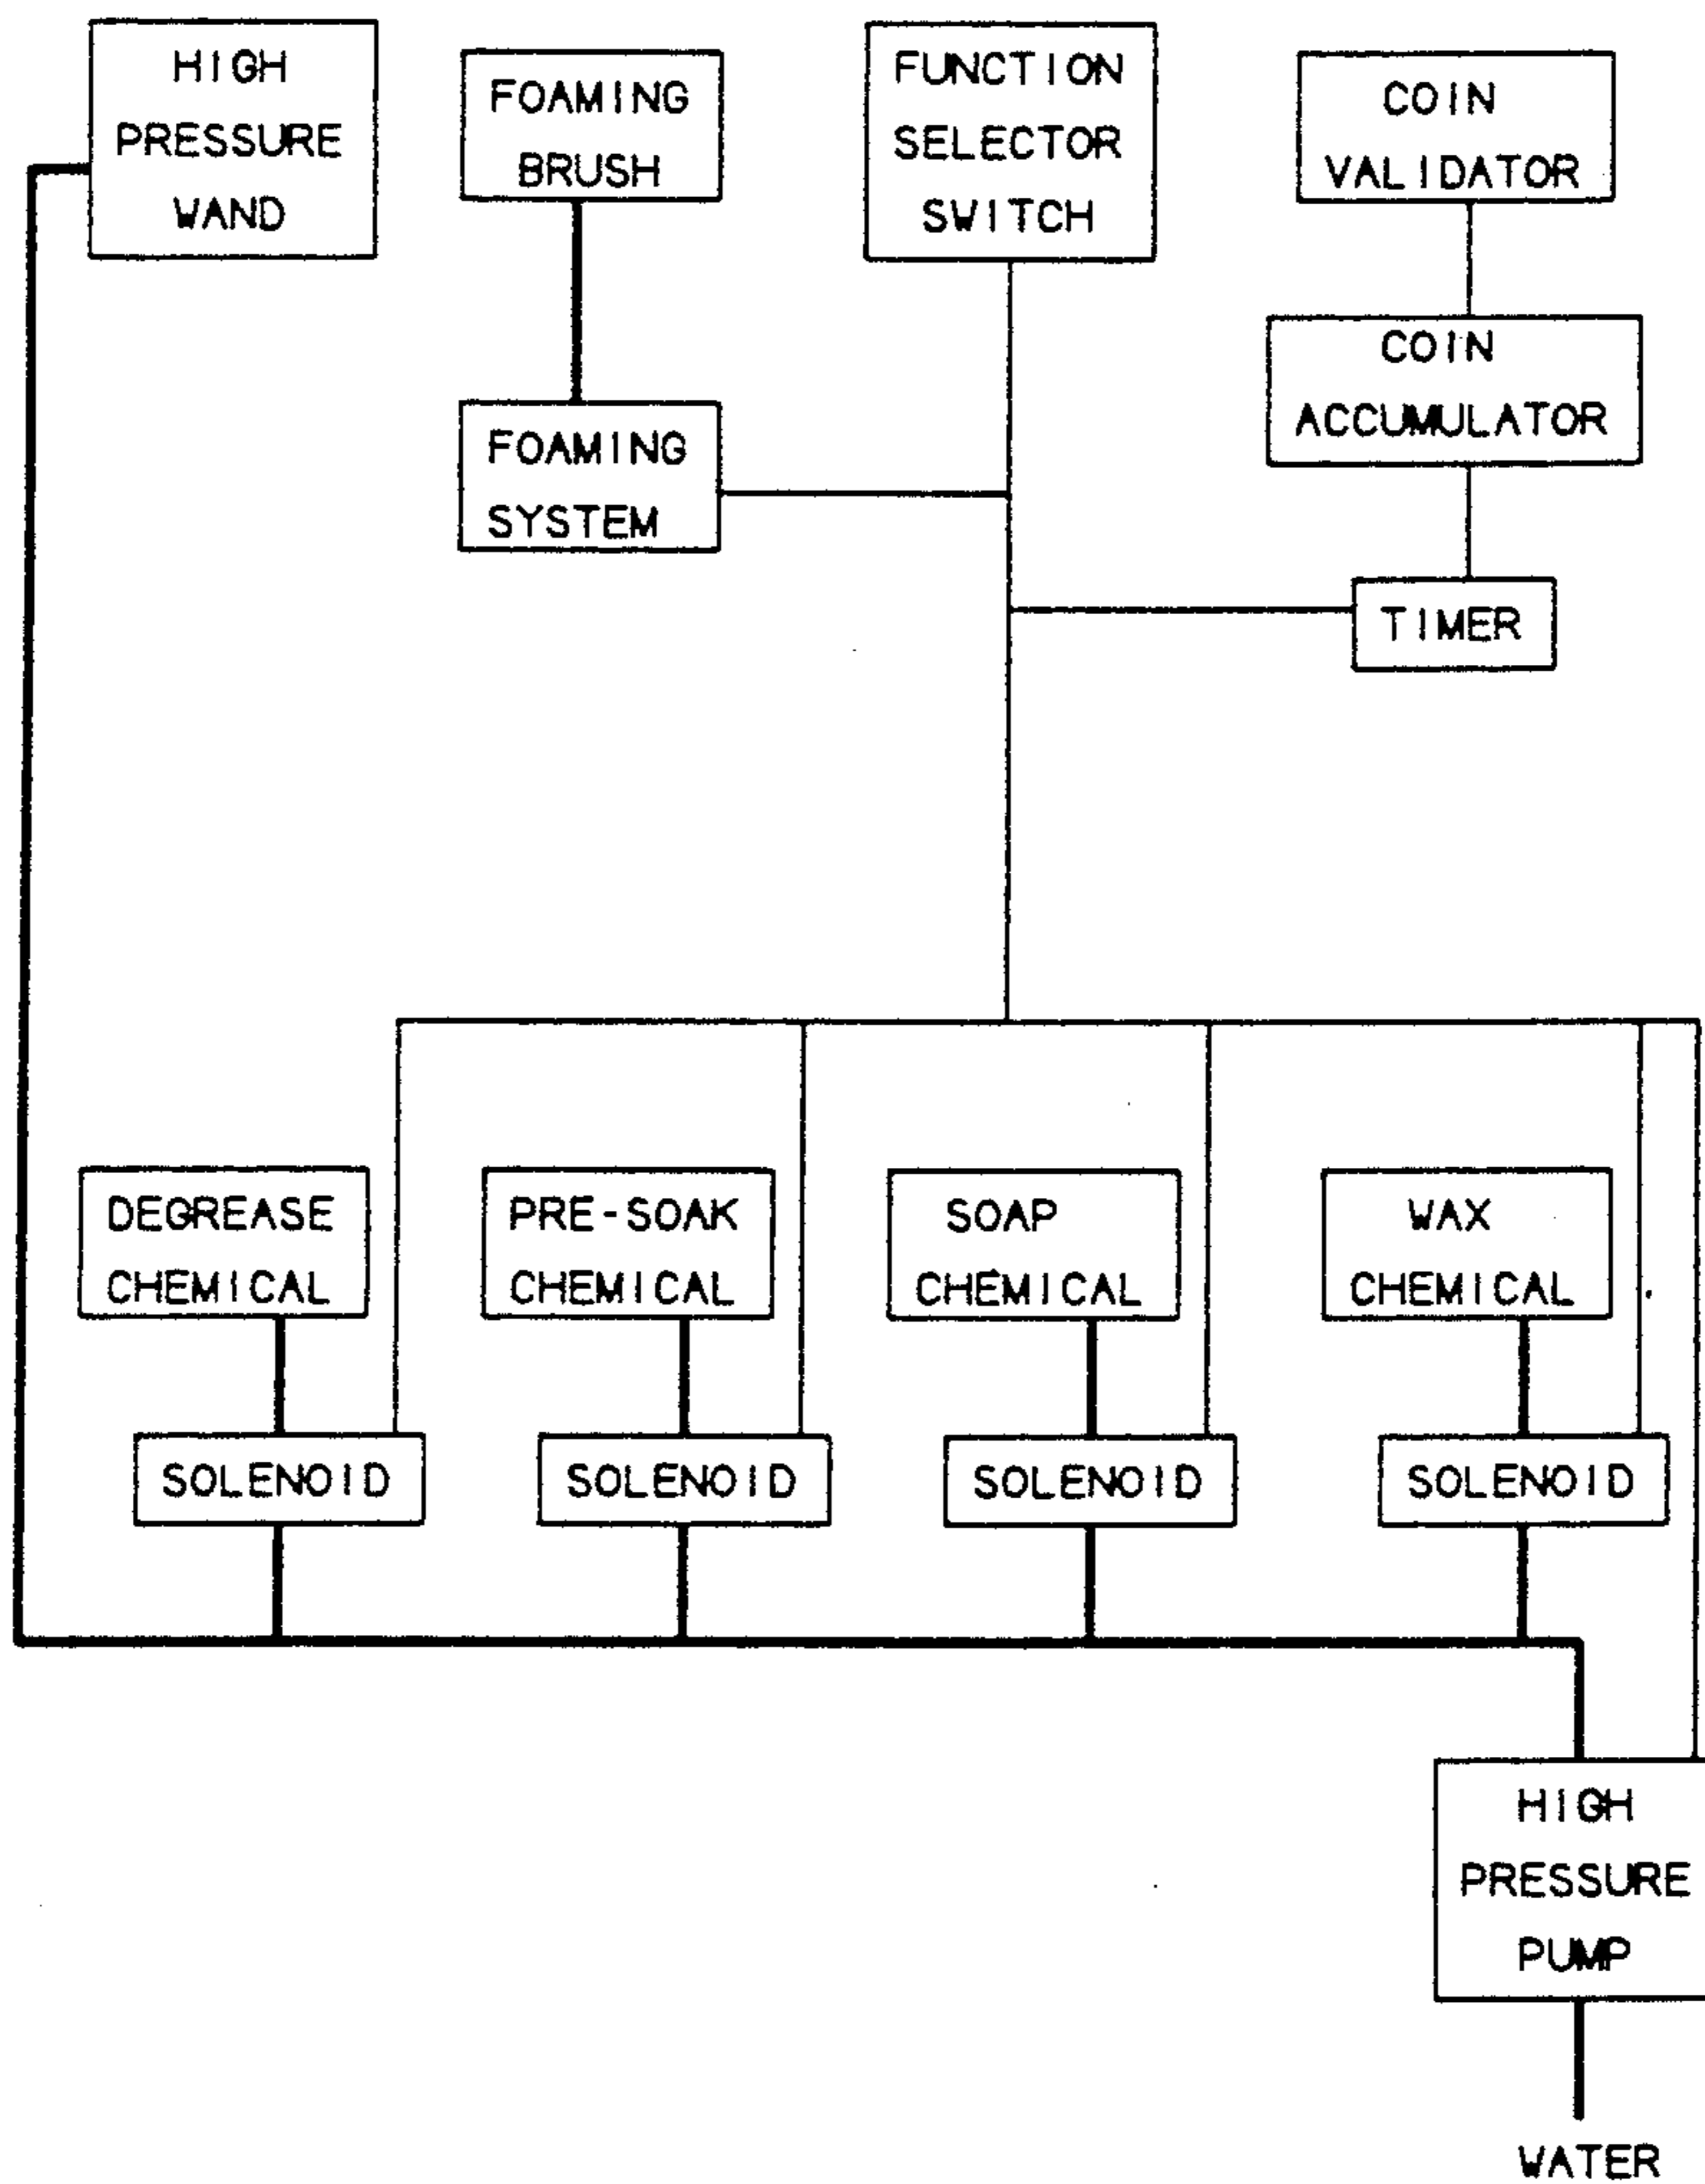 HIGH
PRESSURE
WAND
FOAMING
BRUSH
FUNCTION
SELECTOR
SWITCH
COIN
VALIDATOR
COIN
ACCUMULATOR
FOAMING
SYSTEM
TIMER
DEGREASE
CHEMICAL
PRE-SOAK
CHEMICAL
SOAP
CHEMICAL
WAX
CHEMICAL
SOLENOID
SOLENOID
SOLENOID
SOLENOID
HIGH
PRESSURE
PUMP
WATER